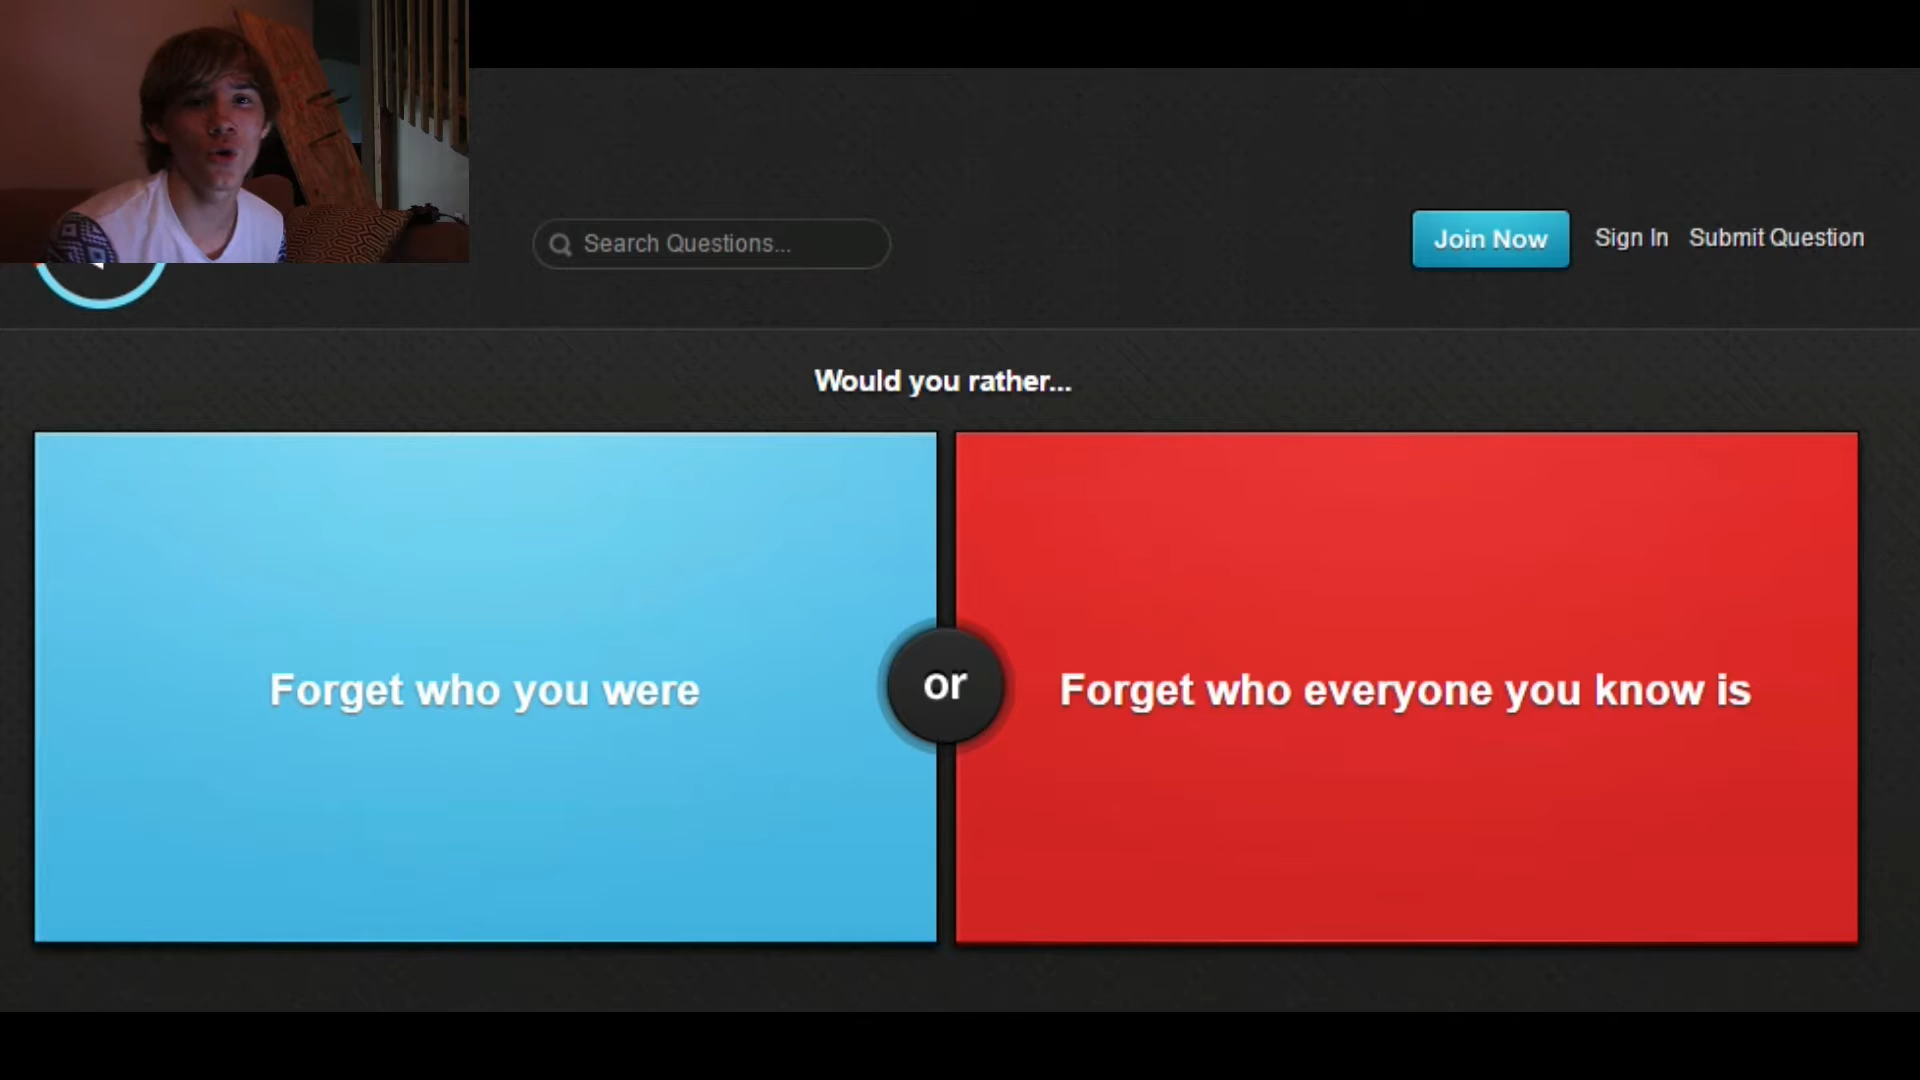 Search Questions...
Join Now
Sign In
Submit Question
Would you rather...
Forget who you were
or
Forget who everyone you know is